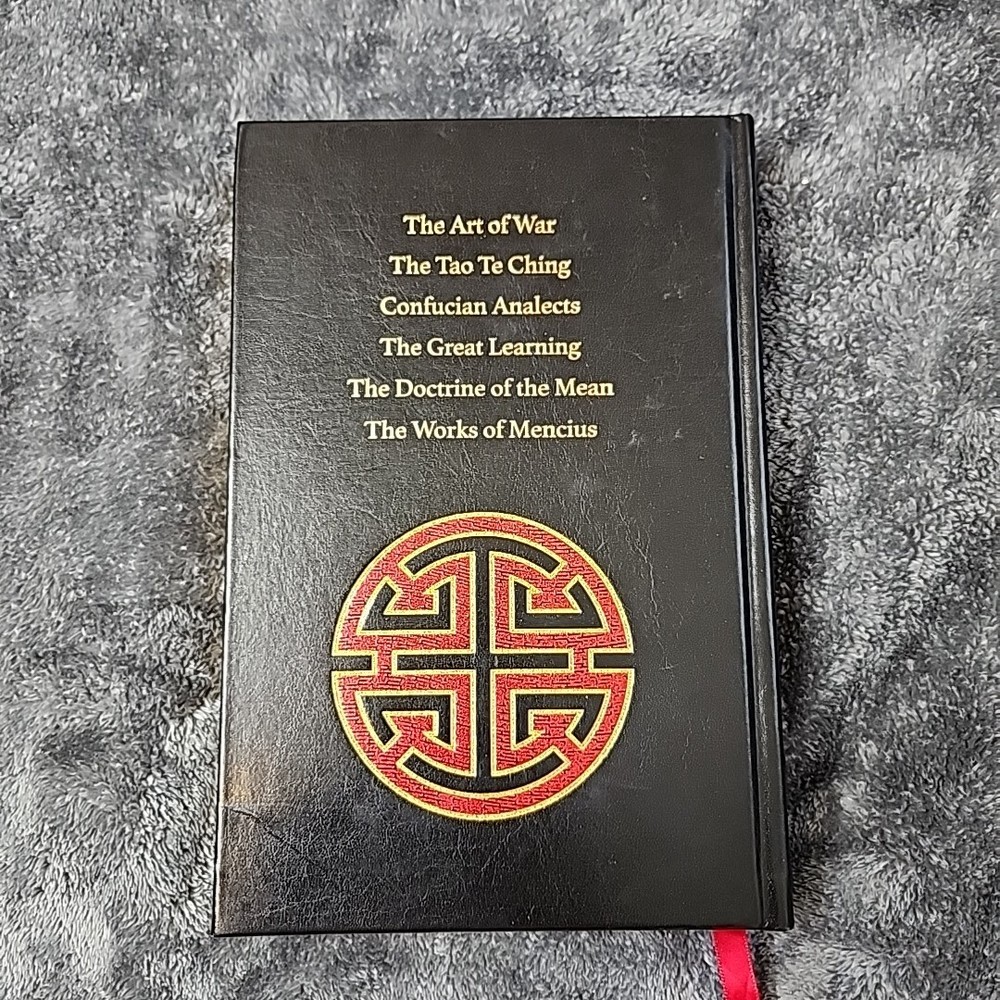 The Art of War
The Tao Te Ching
Confucian Analects
The Great Learning
The Doctrine of the Mean
The Works of Mencius